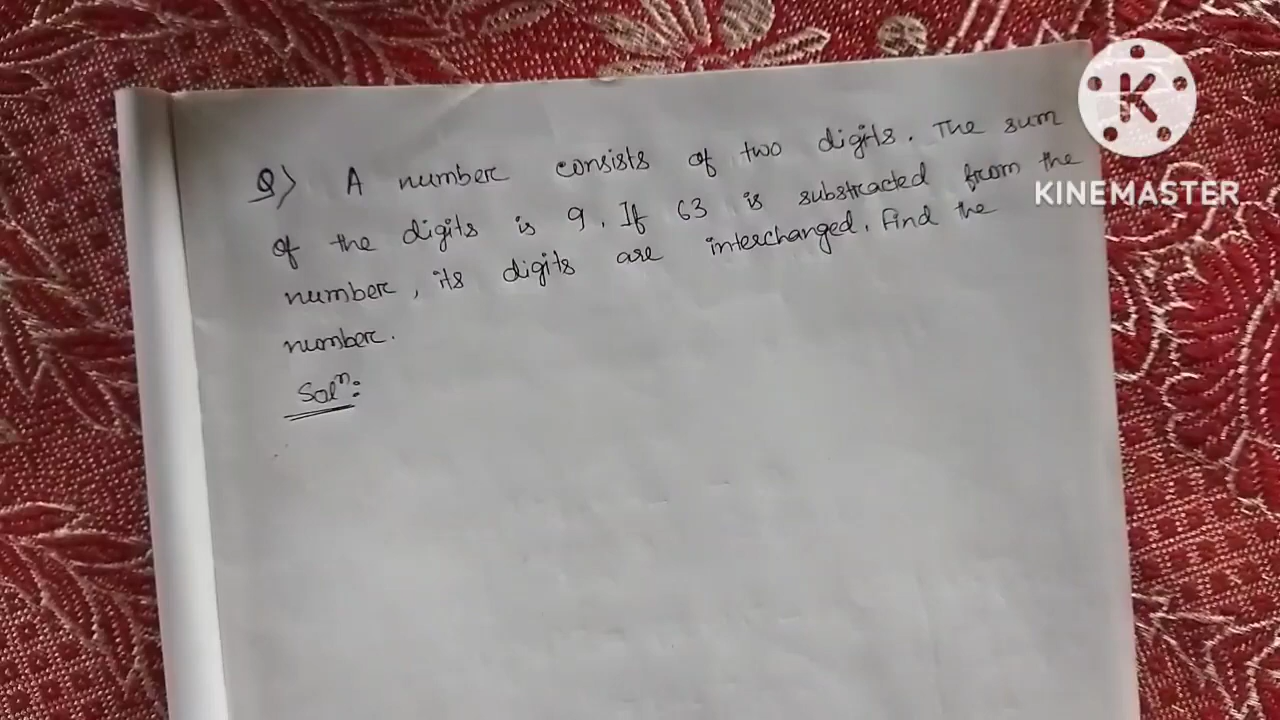 Q) A number consists of two digits. The sum
of the digits is 9. If 63 is substracted from the
number, its digits are interchanged. Find the
number.
Solⁿ:
K
KINEMASTER